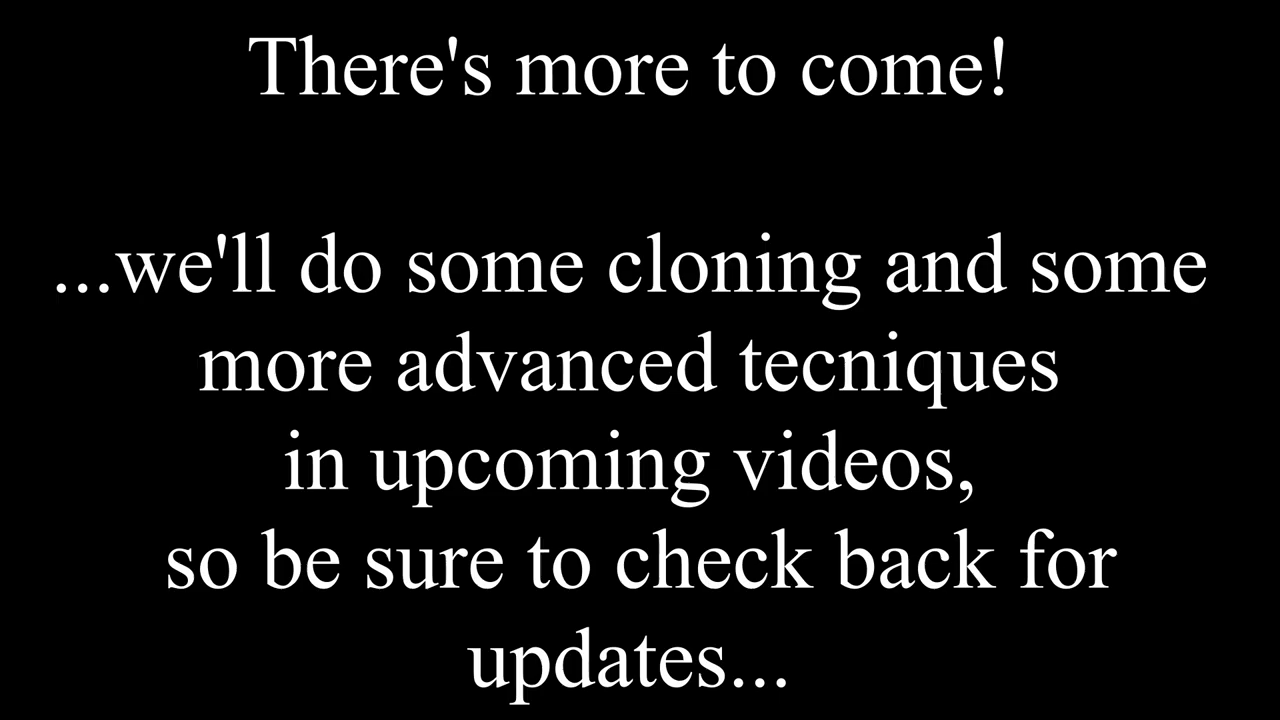 There's more to come!
...we'll do some cloning and some
more advanced tecniques
in upcoming videos,
so be sure to check back for
updates...